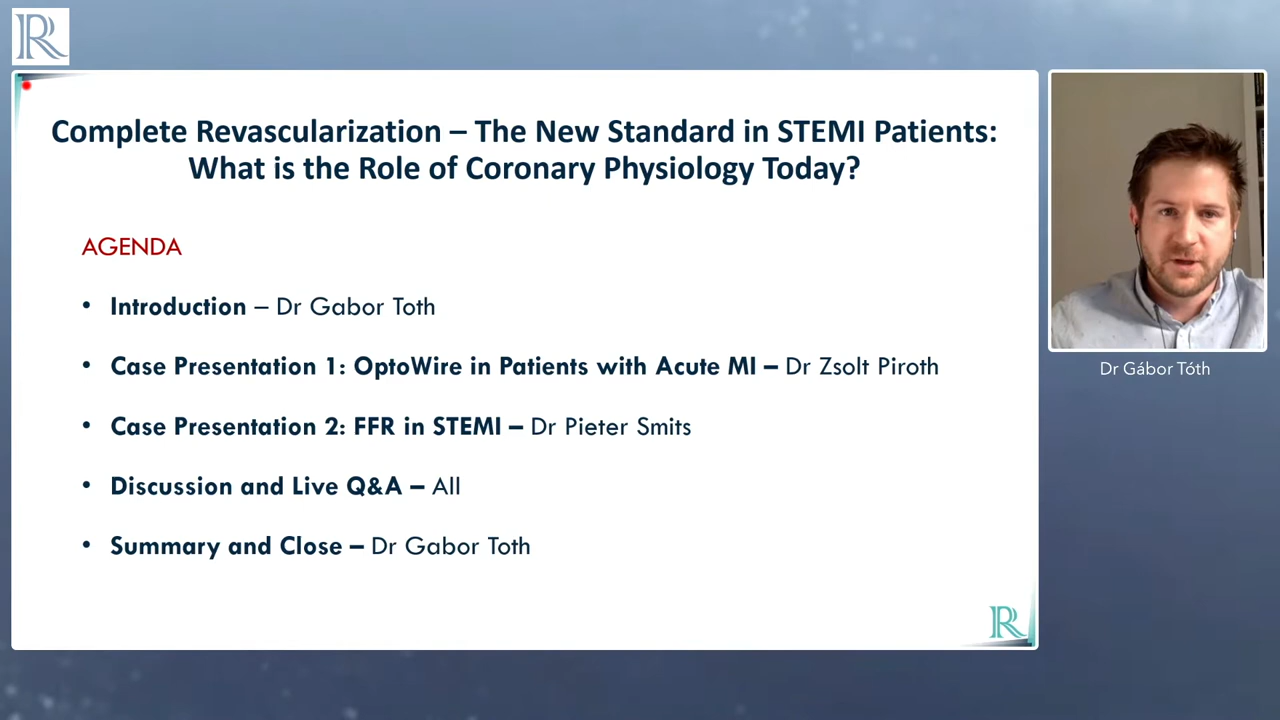 R
Complete Revascularization – The New Standard in STEMI Patients:
What is the Role of Coronary Physiology Today?
AGENDA
• Introduction – Dr Gabor Toth
• Case Presentation 1: OptoWire in Patients with Acute MI – Dr Zsolt Piroth
• Case Presentation 2: FFR in STEMI – Dr Pieter Smits
• Discussion and Live Q&A – All
• Summary and Close – Dr Gabor Toth
R
Dr Gábor Tóth